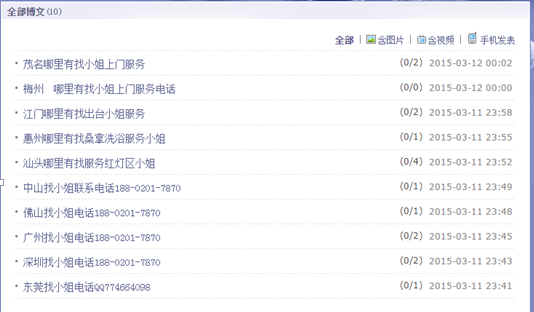 全部博文(10)
全部 | 含图片 | 含视频 | 手机发表
茂名哪里有找小姐上门服务 (0/2) 2015-03-12 00:02
梅州 哪里有找小姐上门服务电话 (0/0) 2015-03-12 00:00
江门哪里有找出台小姐服务 (0/2) 2015-03-11 23:58
惠州哪里有找桑拿洗浴服务小姐 (0/1) 2015-03-11 23:55
汕头哪里有找服务红灯区小姐 (0/4) 2015-03-11 23:52
中山找小姐联系电话188-0201-7870 (0/1) 2015-03-11 23:49
佛山找小姐电话188-0201-7870 (0/1) 2015-03-11 23:48
广州找小姐电话188-0201-7870 (0/2) 2015-03-11 23:45
深圳找小姐电话188-0201-7870 (0/2) 2015-03-11 23:43
东莞找小姐电话QQ774664098 (0/1) 2015-03-11 23:41